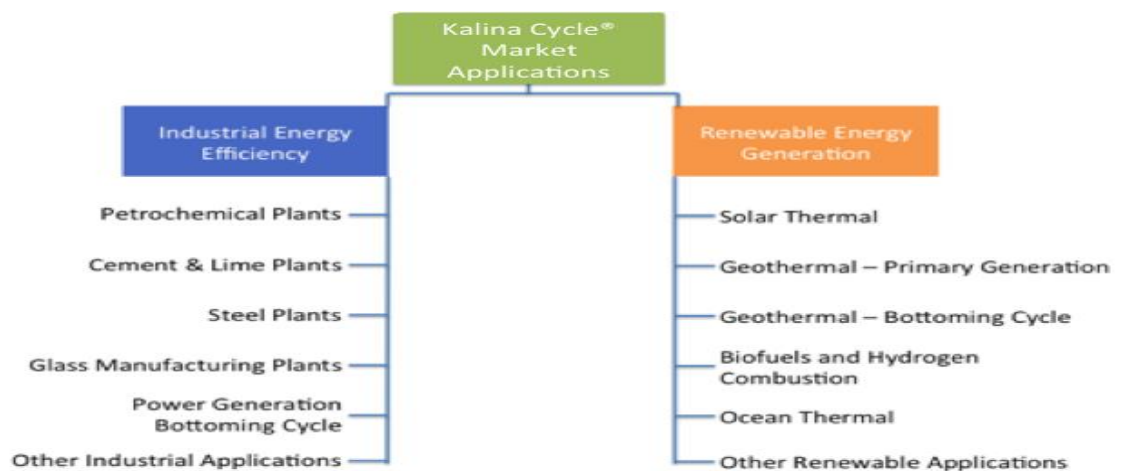 Kalina Cycle®
Market
Applications
Industrial Energy
Efficiency
Petrochemical Plants
Cement & Lime Plants
Steel Plants
Glass Manufacturing Plants
Power Generation
Bottoming Cycle
Other Industrial Applications
Renewable Energy
Generation
Solar Thermal
Geothermal – Primary Generation
Geothermal – Bottoming Cycle
Biofuels and Hydrogen
Combustion
Ocean Thermal
Other Renewable Applications